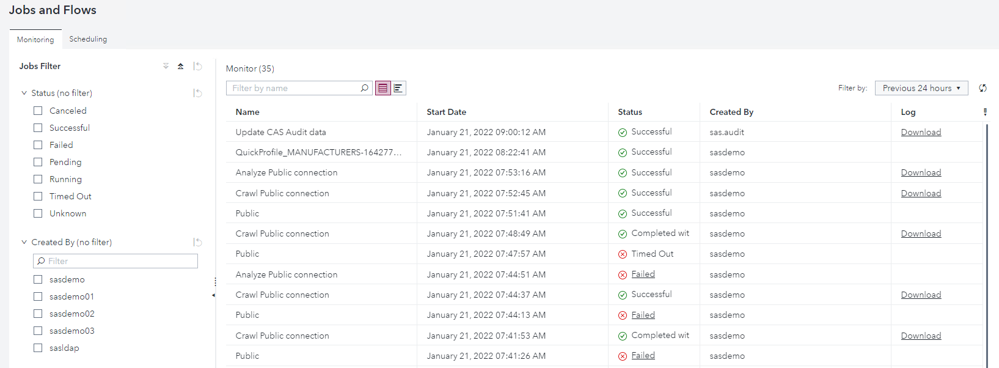 Jobs and Flows
Monitoring Scheduling
Jobs Filter
Status (no filter)
Canceled
Successful
Failed
Pending
Running
Timed Out
Unknown
Created By (no filter)
Filter
sasdemo
sasdemo01
sasdemo02
sasdemo03
sasldap
Monitor (35)
Filter by name
Filter by: Previous 24 hours
Name Start Date Status Created By Log
Update CAS Audit data January 21, 2022 09:00:12 AM Successful sas.audit Download
QuickProfile_MANUFACTURERS-164277... January 21, 2022 08:22:41 AM Successful sasdemo
Analyze Public connection January 21, 2022 07:53:16 AM Successful sasdemo Download
Crawl Public connection January 21, 2022 07:52:45 AM Successful sasdemo Download
Public January 21, 2022 07:51:41 AM Successful sasdemo
Crawl Public connection January 21, 2022 07:48:49 AM Completed wit sasdemo Download
Public January 21, 2022 07:47:57 AM Timed Out sasdemo
Analyze Public connection January 21, 2022 07:44:51 AM Failed sasdemo
Crawl Public connection January 21, 2022 07:44:37 AM Successful sasdemo Download
Public January 21, 2022 07:44:13 AM Failed sasdemo
Crawl Public connection January 21, 2022 07:41:53 AM Completed wit sasdemo Download
Public January 21, 2022 07:41:26 AM Failed sasdemo